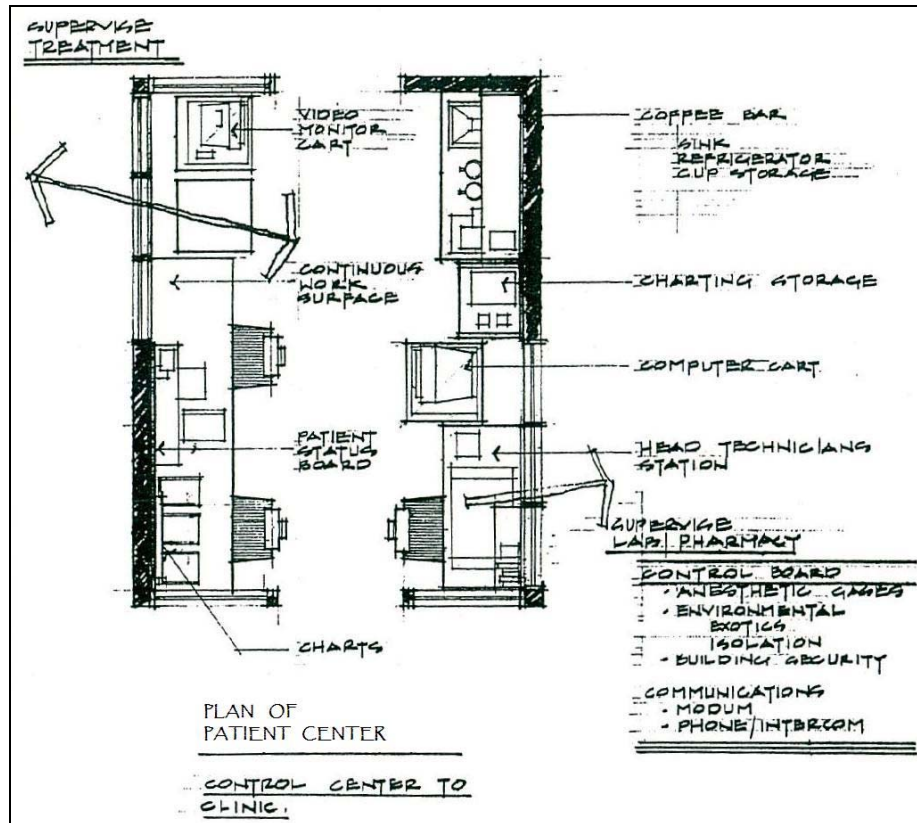 SUPERVISE
TREATMENT
VIDEO
MONITOR
CART
CONTINUOUS
WORK
SURFACE
PATIENT
STATUS
BOARD
CHARTS
COFFEE BAR
SINK
REFRIGERATOR
CUP STORAGE
CHARTING STORAGE
COMPUTER CART
HEAD TECHNICIANS
STATION
SUPERVISE
LAB/PHARMACY
CONTROL BOARD
• ANESTHETIC GASES
• ENVIRONMENTAL
EXOTICS
ISOLATION
• BUILDING SECURITY
COMMUNICATIONS
• MODUM
• PHONE/INTERCOM
PLAN OF
PATIENT CENTER
CONTROL CENTER TO
CLINIC.